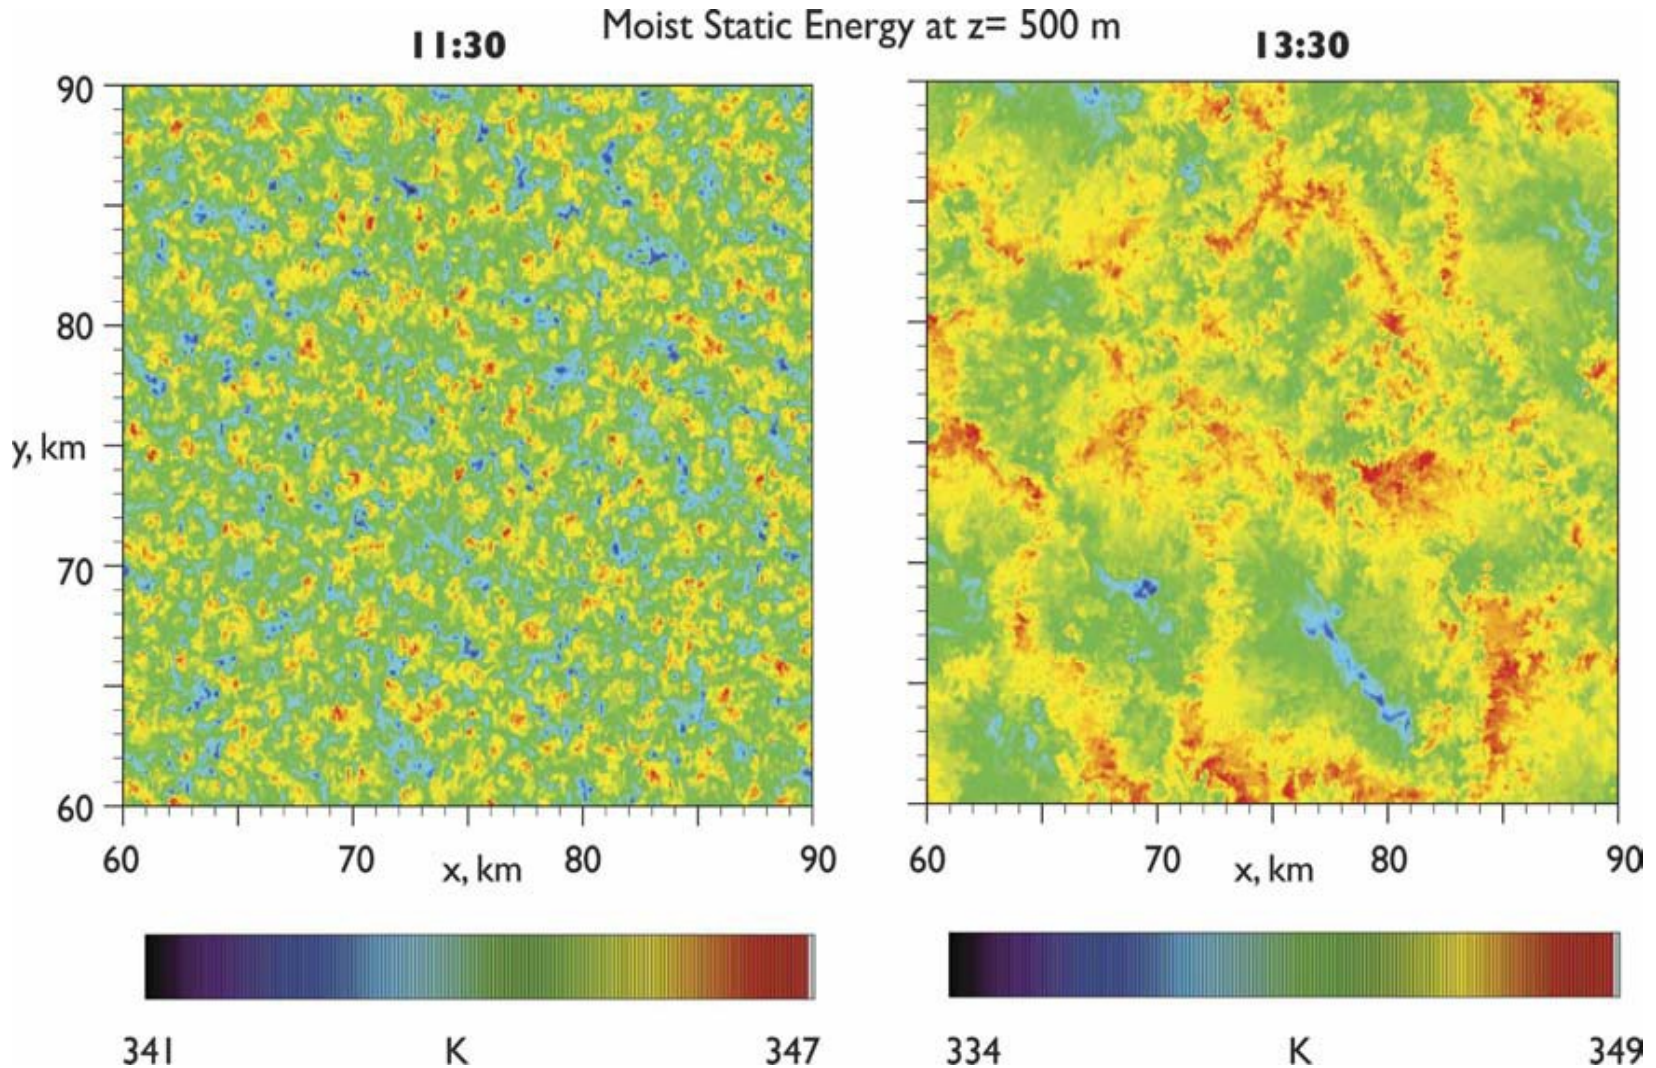 Moist Static Energy at z= 500 m
11:30
13:30
90
80
y, km
70
60
60 70 80 90
x, km
60 70 80 90
x, km
341 K 347
334 K 349